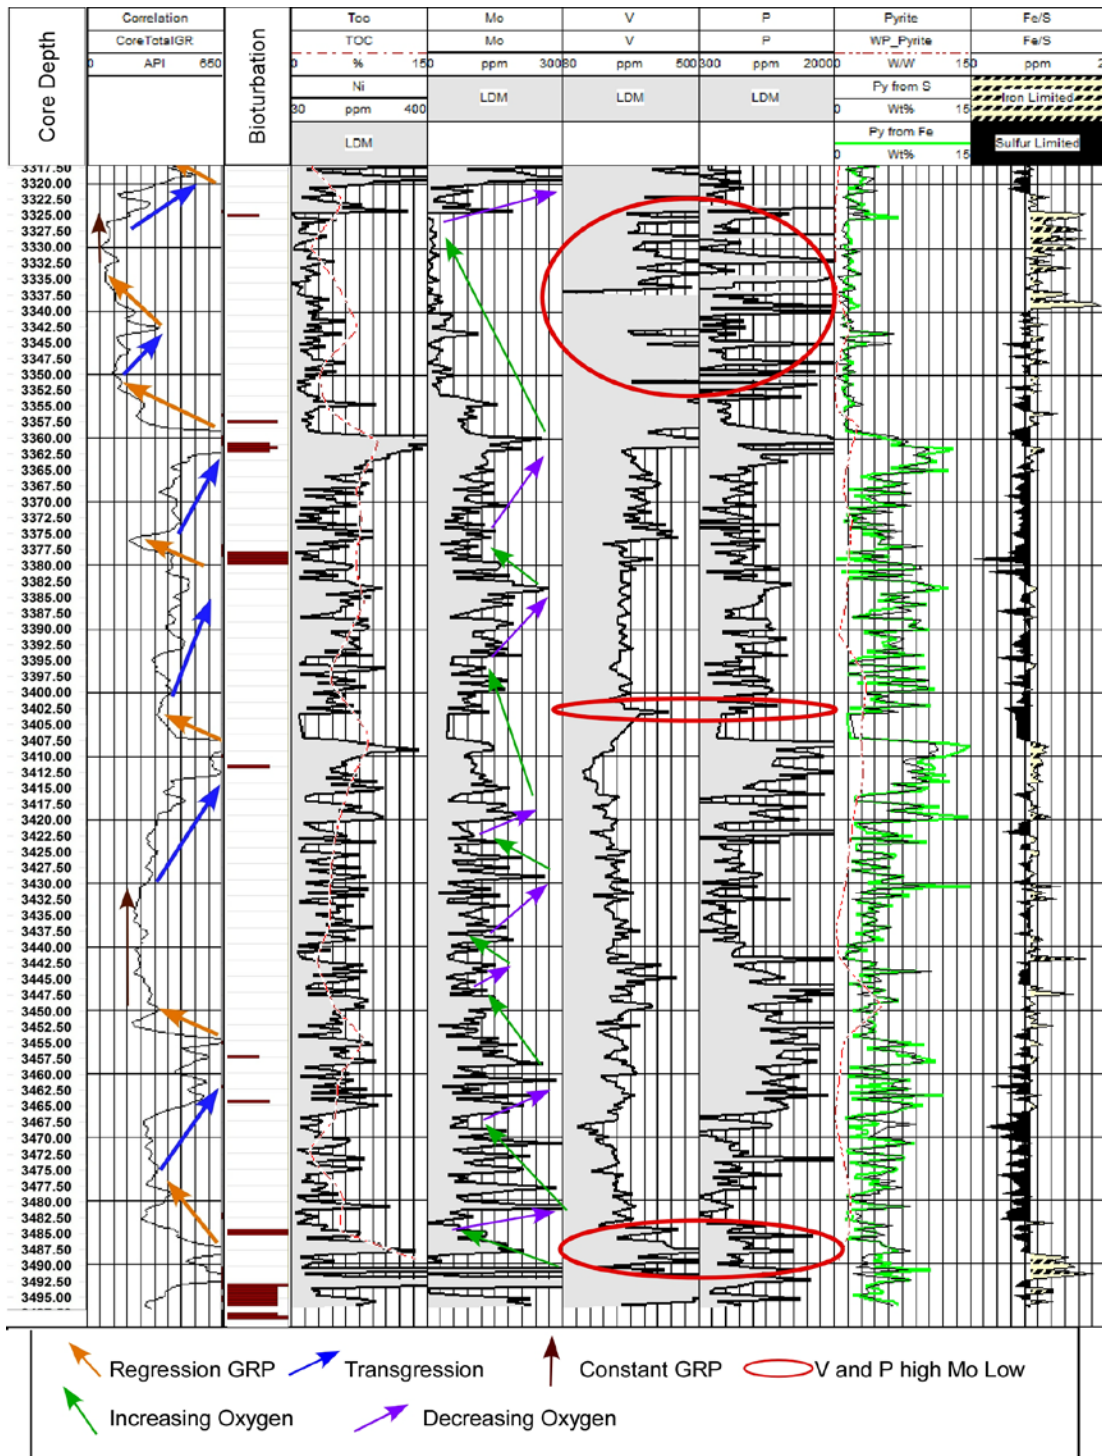 Core Depth
Correlation
CoreTotalGR
0 API 650
Bioturbation
Too
TOC
0 % 15
Ni
30 ppm 400
LDM
Mo
Mo
0 ppm 300
LDM
V
V
80 ppm 500
LDM
P
P
300 ppm 20000
LDM
Pyrite
WP_Pyrite
0 W/W 15
Py from S
0 Wt% 15
Py from Fe
0 Wt% 15
Fe/S
Fe/S
0 ppm 2
Iron Limited
Sulfur Limited
3317.50
3320.00
3322.50
3325.00
3327.50
3330.00
3332.50
3335.00
3337.50
3340.00
3342.50
3345.00
3347.50
3350.00
3352.50
3355.00
3357.50
3360.00
3362.50
3365.00
3367.50
3370.00
3372.50
3375.00
3377.50
3380.00
3382.50
3385.00
3387.50
3390.00
3392.50
3395.00
3397.50
3400.00
3402.50
3405.00
3407.50
3410.00
3412.50
3415.00
3417.50
3420.00
3422.50
3425.00
3427.50
3430.00
3432.50
3435.00
3437.50
3440.00
3442.50
3445.00
3447.50
3450.00
3452.50
3455.00
3457.50
3460.00
3462.50
3465.00
3467.50
3470.00
3472.50
3475.00
3477.50
3480.00
3482.50
3485.00
3487.50
3490.00
3492.50
3495.00
Regression GRP
Transgression
Constant GRP
V and P high Mo Low
Increasing Oxygen
Decreasing Oxygen